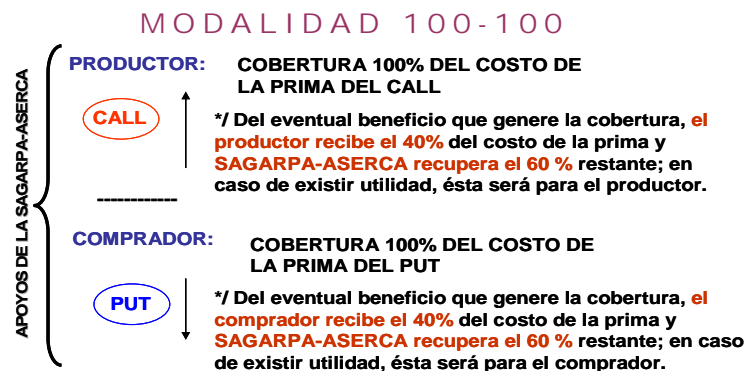 MODALIDAD 100-100
APOYOS DE LA SAGARPA-ASERCA
PRODUCTOR:
COBERTURA 100% DEL COSTO DE
LA PRIMA DEL CALL
CALL
*/ Del eventual beneficio que genere la cobertura, el
productor recibe el 40% del costo de la prima y
SAGARPA-ASERCA recupera el 60 % restante; en
caso de existir utilidad, ésta será para el productor.
------------
COMPRADOR:
COBERTURA 100% DEL COSTO DE
LA PRIMA DEL PUT
PUT
*/ Del eventual beneficio que genere la cobertura, el
comprador recibe el 40% del costo de la prima y
SAGARPA-ASERCA recupera el 60 % restante; en caso
de existir utilidad, ésta será para el comprador.